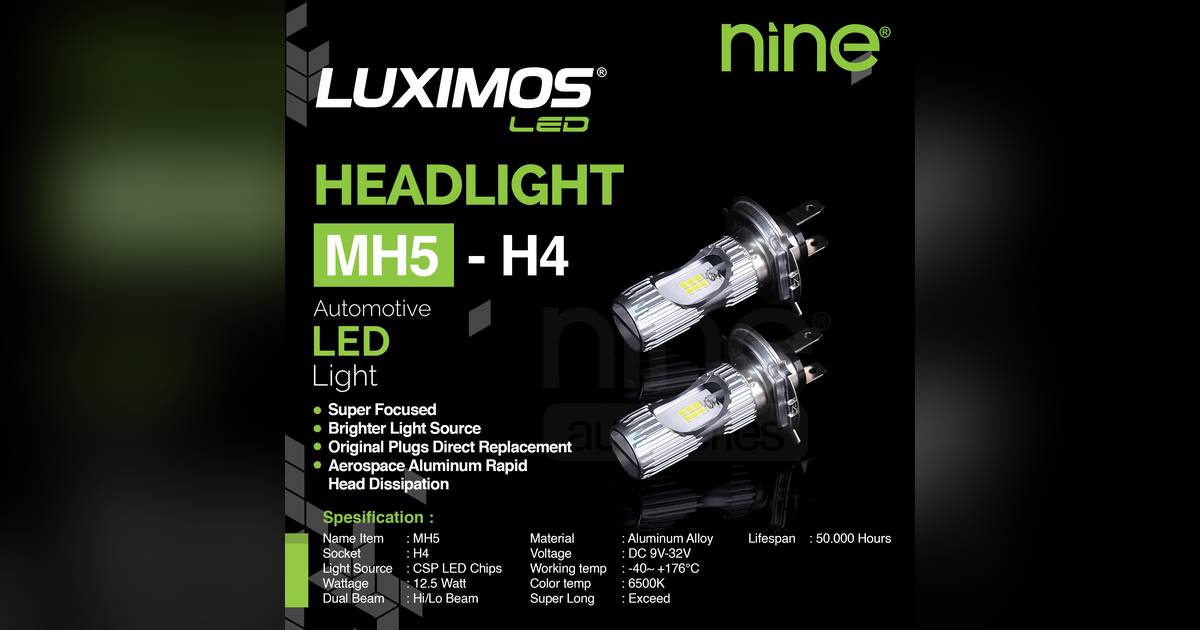 nine®
LUXIMOS®
LED
HEADLIGHT
MH5 - H4
Automotive
LED
Light
Super Focused
Brighter Light Source
Original Plugs Direct Replacement
Aerospace Aluminum Rapid
Head Dissipation
nine®
Spesification :
Name Item : MH5
Socket : H4
Light Source : CSP LED Chips
Wattage : 12.5 Watt
Dual Beam : Hi/Lo Beam
Material : Aluminum Alloy
Voltage : DC 9V-32V
Working temp : -40~ +176°C
Color temp : 6500K
Super Long : Exceed
Lifespan : 50.000 Hours